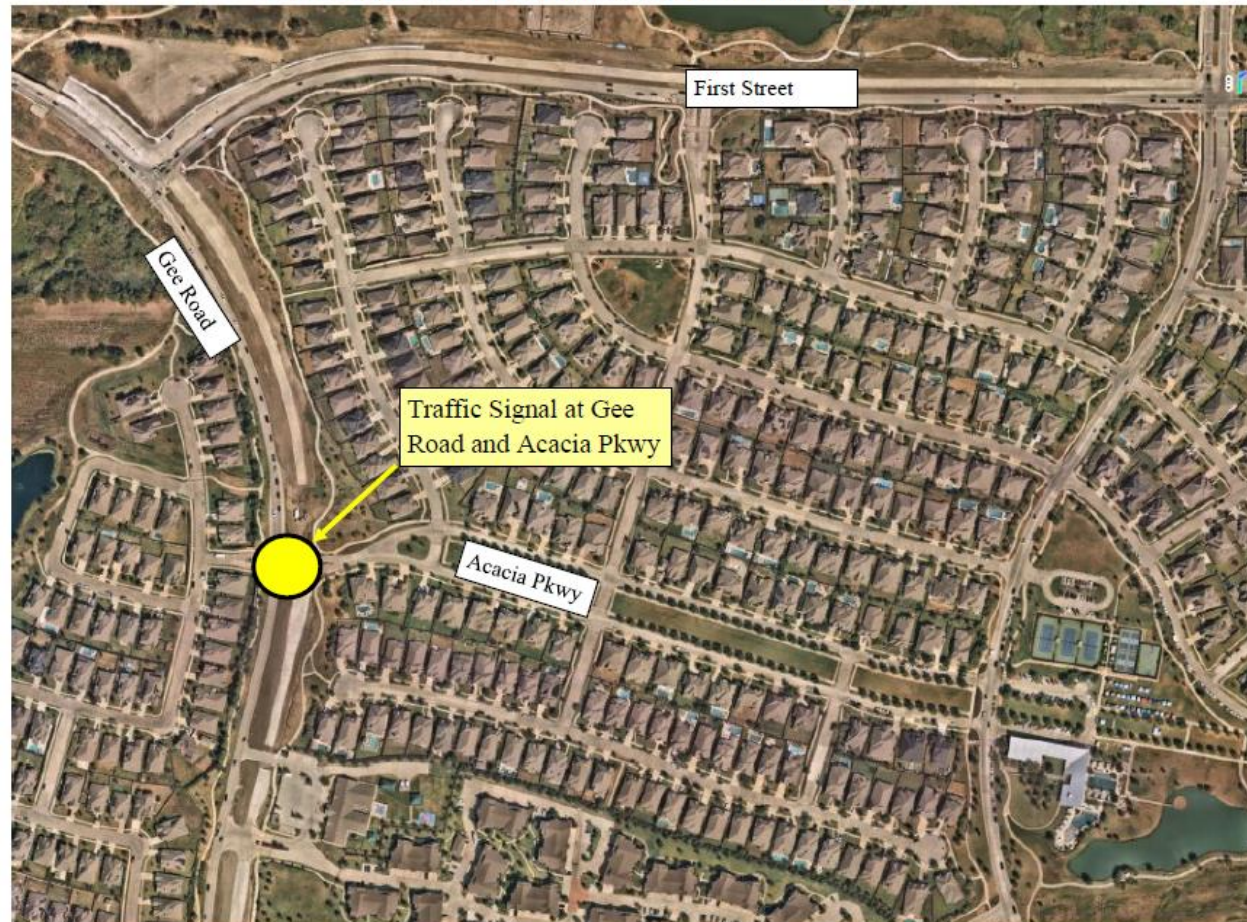 First Street
Gee Road
Traffic Signal at Gee
Road and Acacia Pkwy
Acacia Pkwy